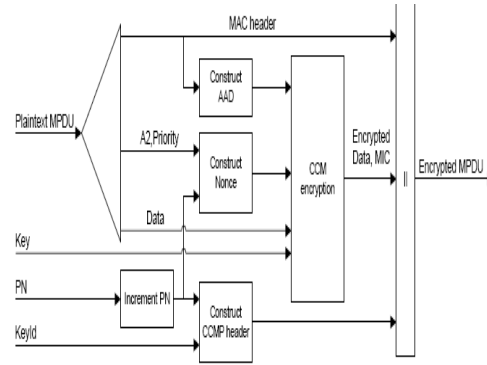 MAC header
Construct
AAD
Plaintext MPDU
A2,Priority
Construct
Nonce
CCM
encryption
Encrypted
Data, MIC
||
Encrypted MPDU
Data
Key
PN
Increment PN
Construct
CCMP header
KeyId